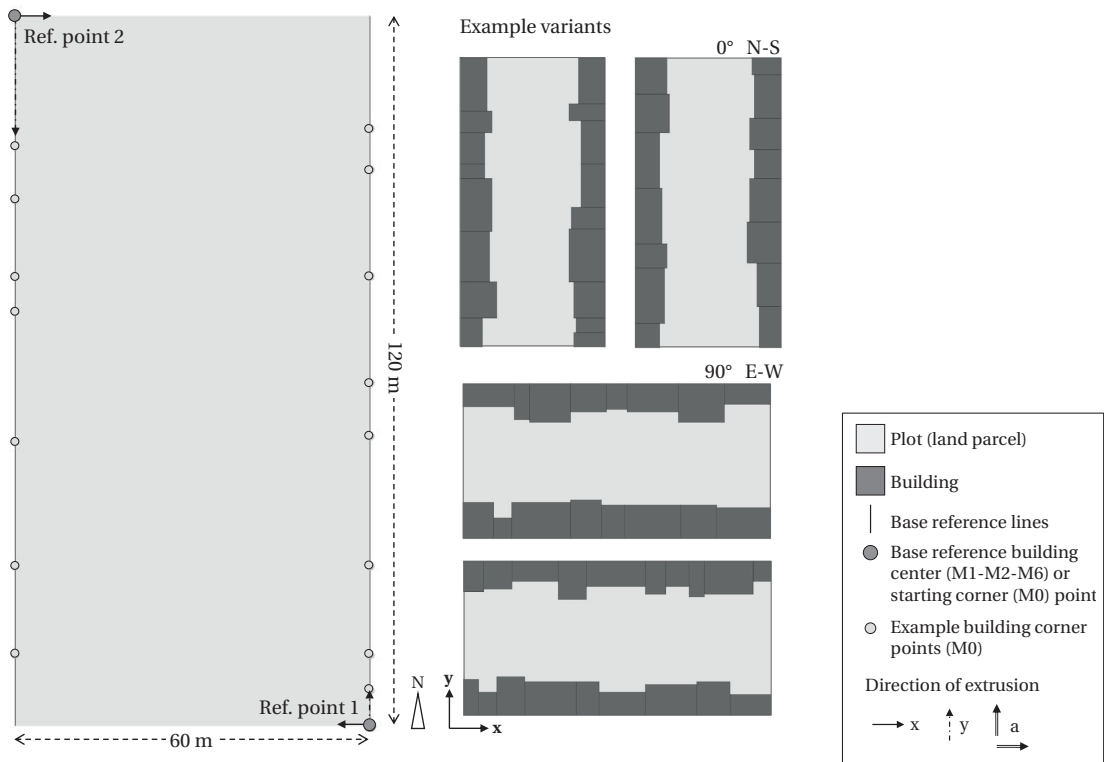 Ref. point 2
120 m
Ref. point 1
60 m
N
y
x
Example variants
0° N-S
90° E-W
Plot (land parcel)
Building
Base reference lines
Base reference building
center (M1-M2-M6) or
starting corner (M0) point
Example building corner
points (M0)
Direction of extrusion
x
y
a